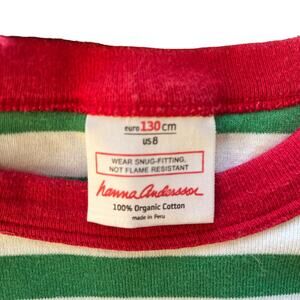 euro 130 cm
US 8
WEAR SNUG-FITTING,
NOT FLAME RESISTANT
hanna andersson
100% Organic Cotton
made in Peru